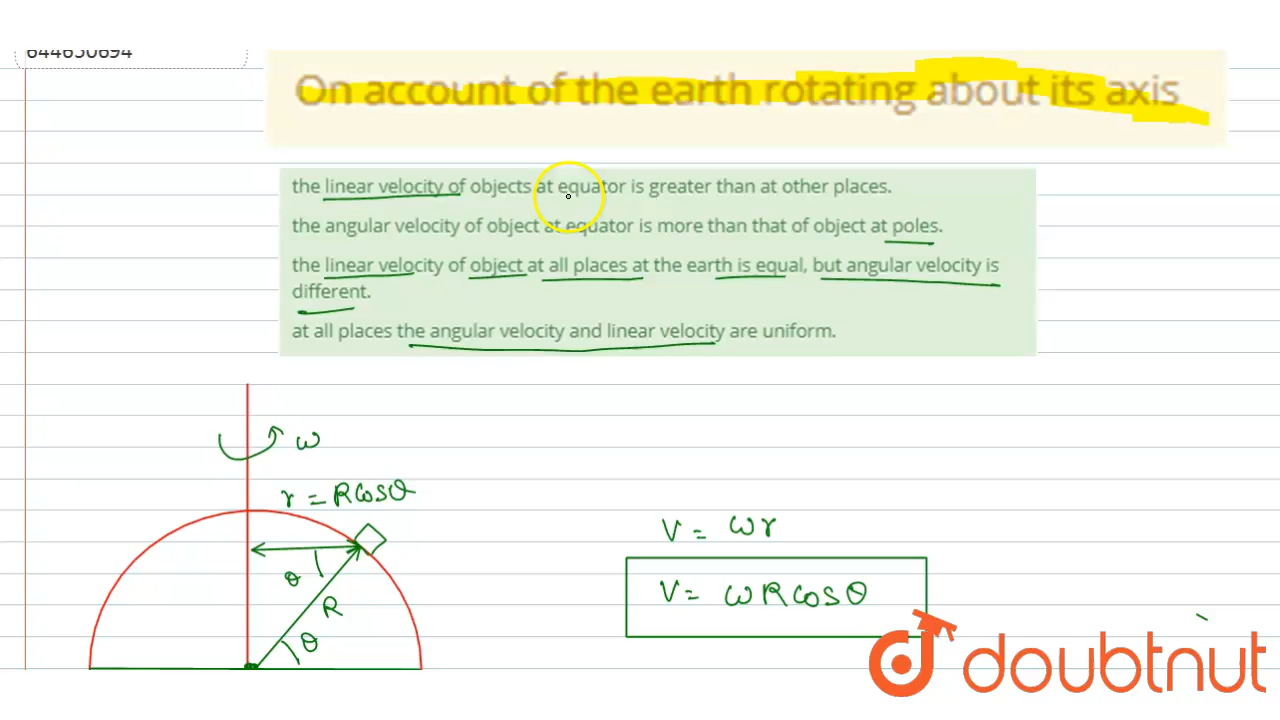 644650694
On account of the earth rotating about its axis
the linear velocity of objects at equator is greater than at other places.
the angular velocity of object at equator is more than that of object at poles.
the linear velocity of object at all places at the earth is equal, but angular velocity is
different.
at all places the angular velocity and linear velocity are uniform.
ω
r = Rcosθ
V = ωr
θ
V = ωRcosθ
R
θ
doubtnut